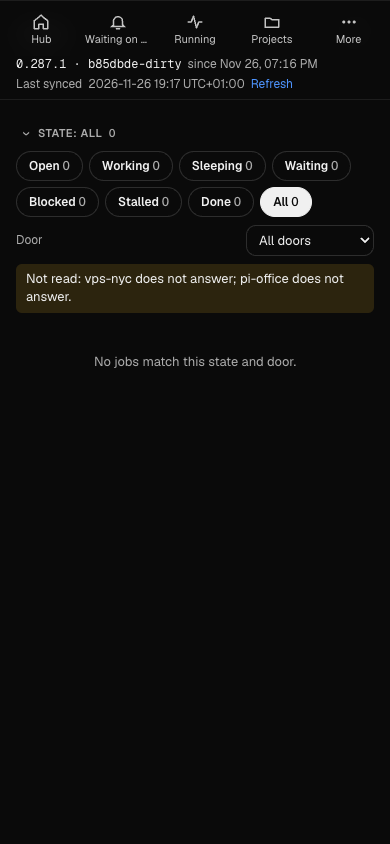 Hub
Waiting on …
Running
Projects
More
0.287.1 · b85dbde-dirty since Nov 26, 07:16 PM
Last synced 2026-11-26 19:17 UTC+01:00 Refresh
STATE: ALL 0
Open 0
Working 0
Sleeping 0
Waiting 0
Blocked 0
Stalled 0
Done 0
All 0
Door
All doors
Not read: vps-nyc does not answer; pi-office does not
answer.
No jobs match this state and door.